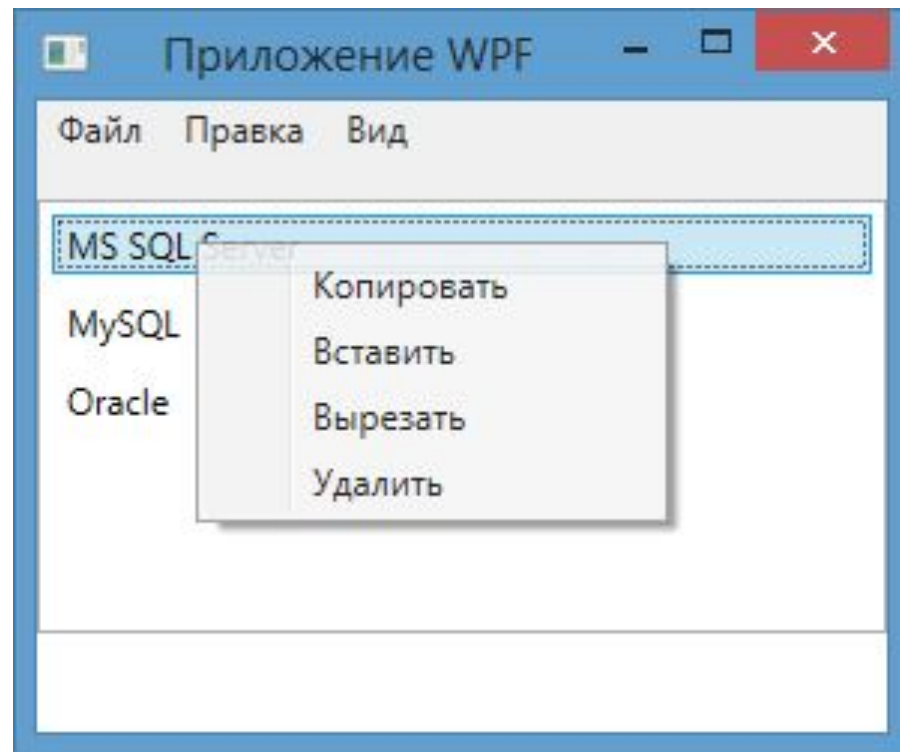 Приложение WPF
Файл Правка Вид
MS SQL Server
Копировать
MySQL
Вставить
Oracle
Вырезать
Удалить